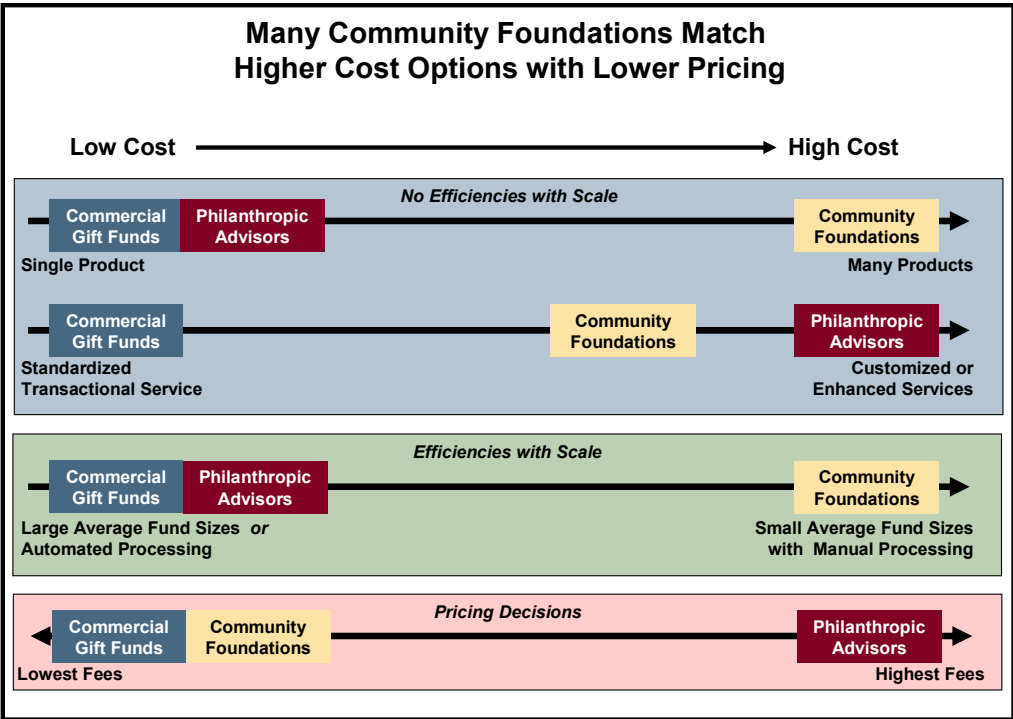 Many Community Foundations Match
Higher Cost Options with Lower Pricing
Low Cost
High Cost
No Efficiencies with Scale
Commercial
Gift Funds
Philanthropic
Advisors
Community
Foundations
Single Product
Many Products
Commercial
Gift Funds
Community
Foundations
Philanthropic
Advisors
Standardized
Transactional Service
Customized or
Enhanced Services
Efficiencies with Scale
Commercial
Gift Funds
Philanthropic
Advisors
Community
Foundations
Large Average Fund Sizes or
Automated Processing
Small Average Fund Sizes
with Manual Processing
Pricing Decisions
Commercial
Gift Funds
Community
Foundations
Philanthropic
Advisors
Lowest Fees
Highest Fees